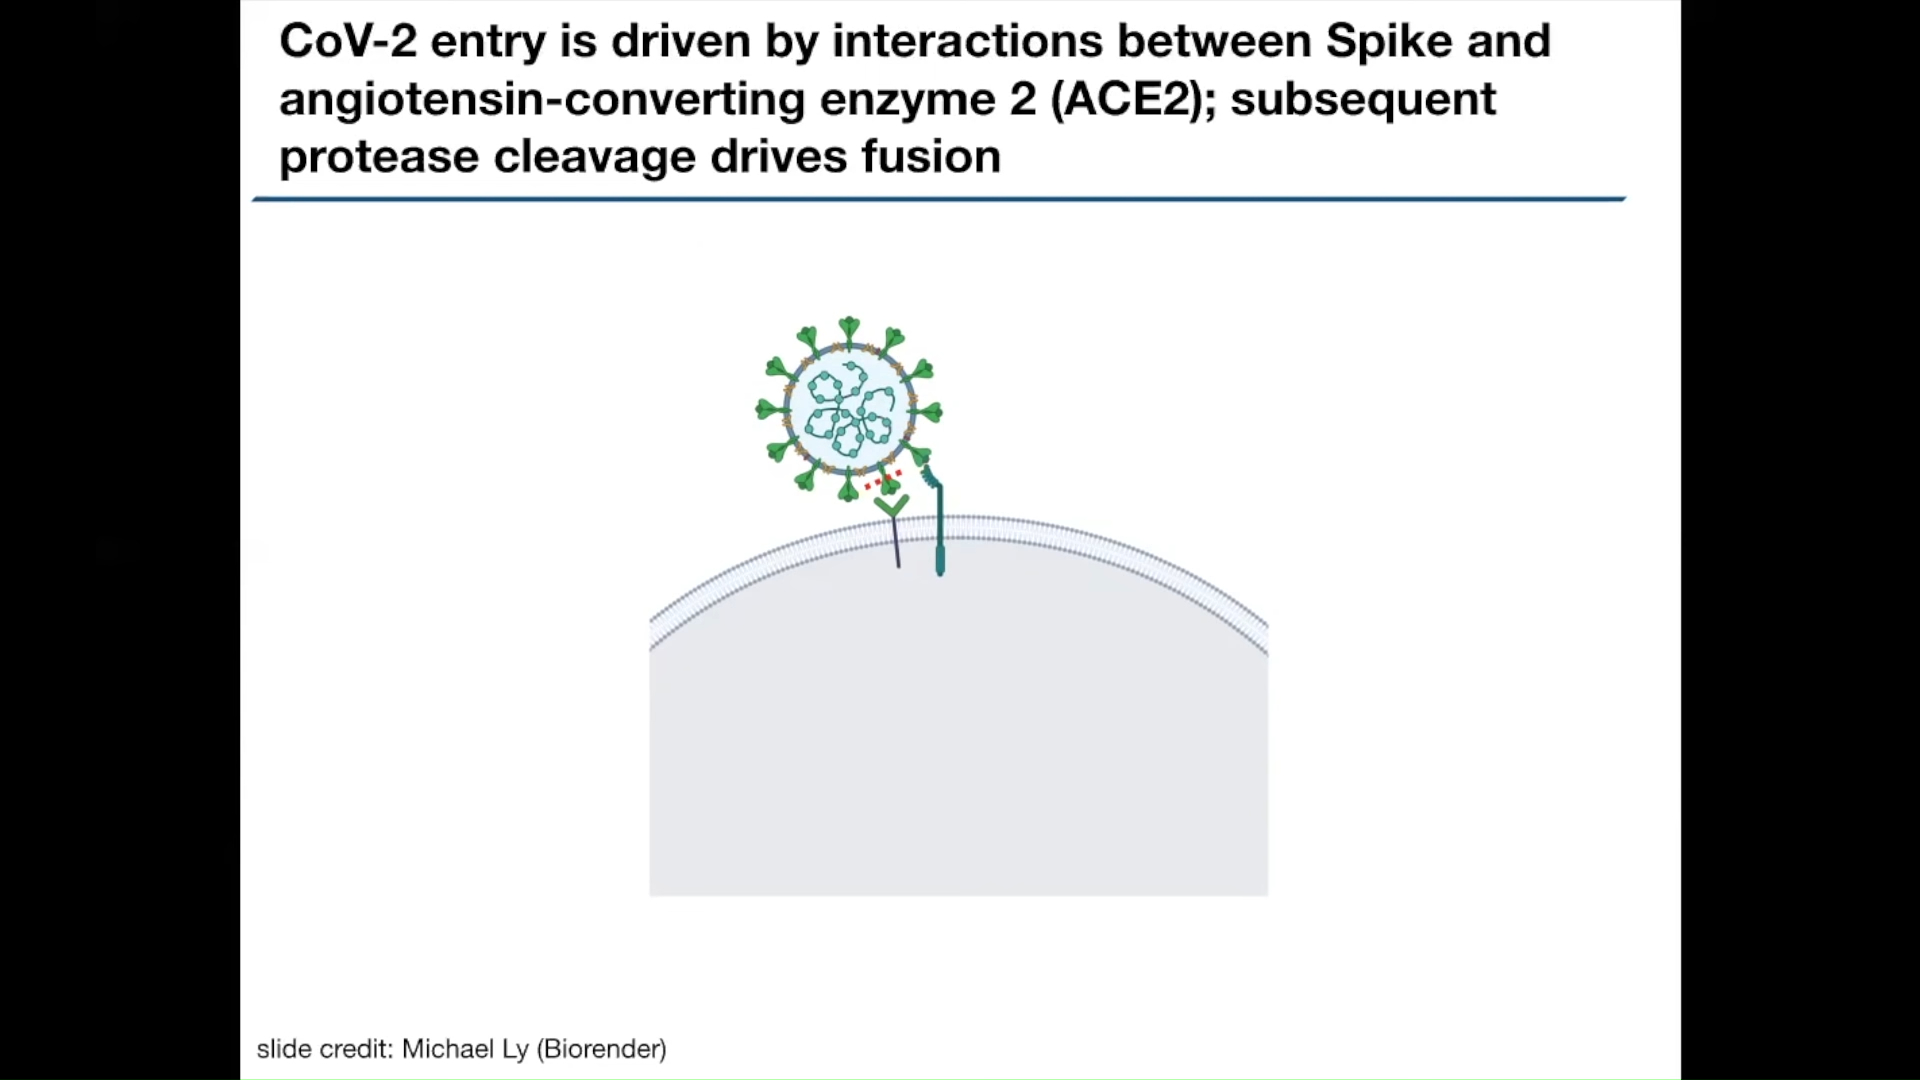 CoV-2 entry is driven by interactions between Spike and
angiotensin-converting enzyme 2 (ACE2); subsequent
protease cleavage drives fusion
slide credit: Michael Ly (Biorender)